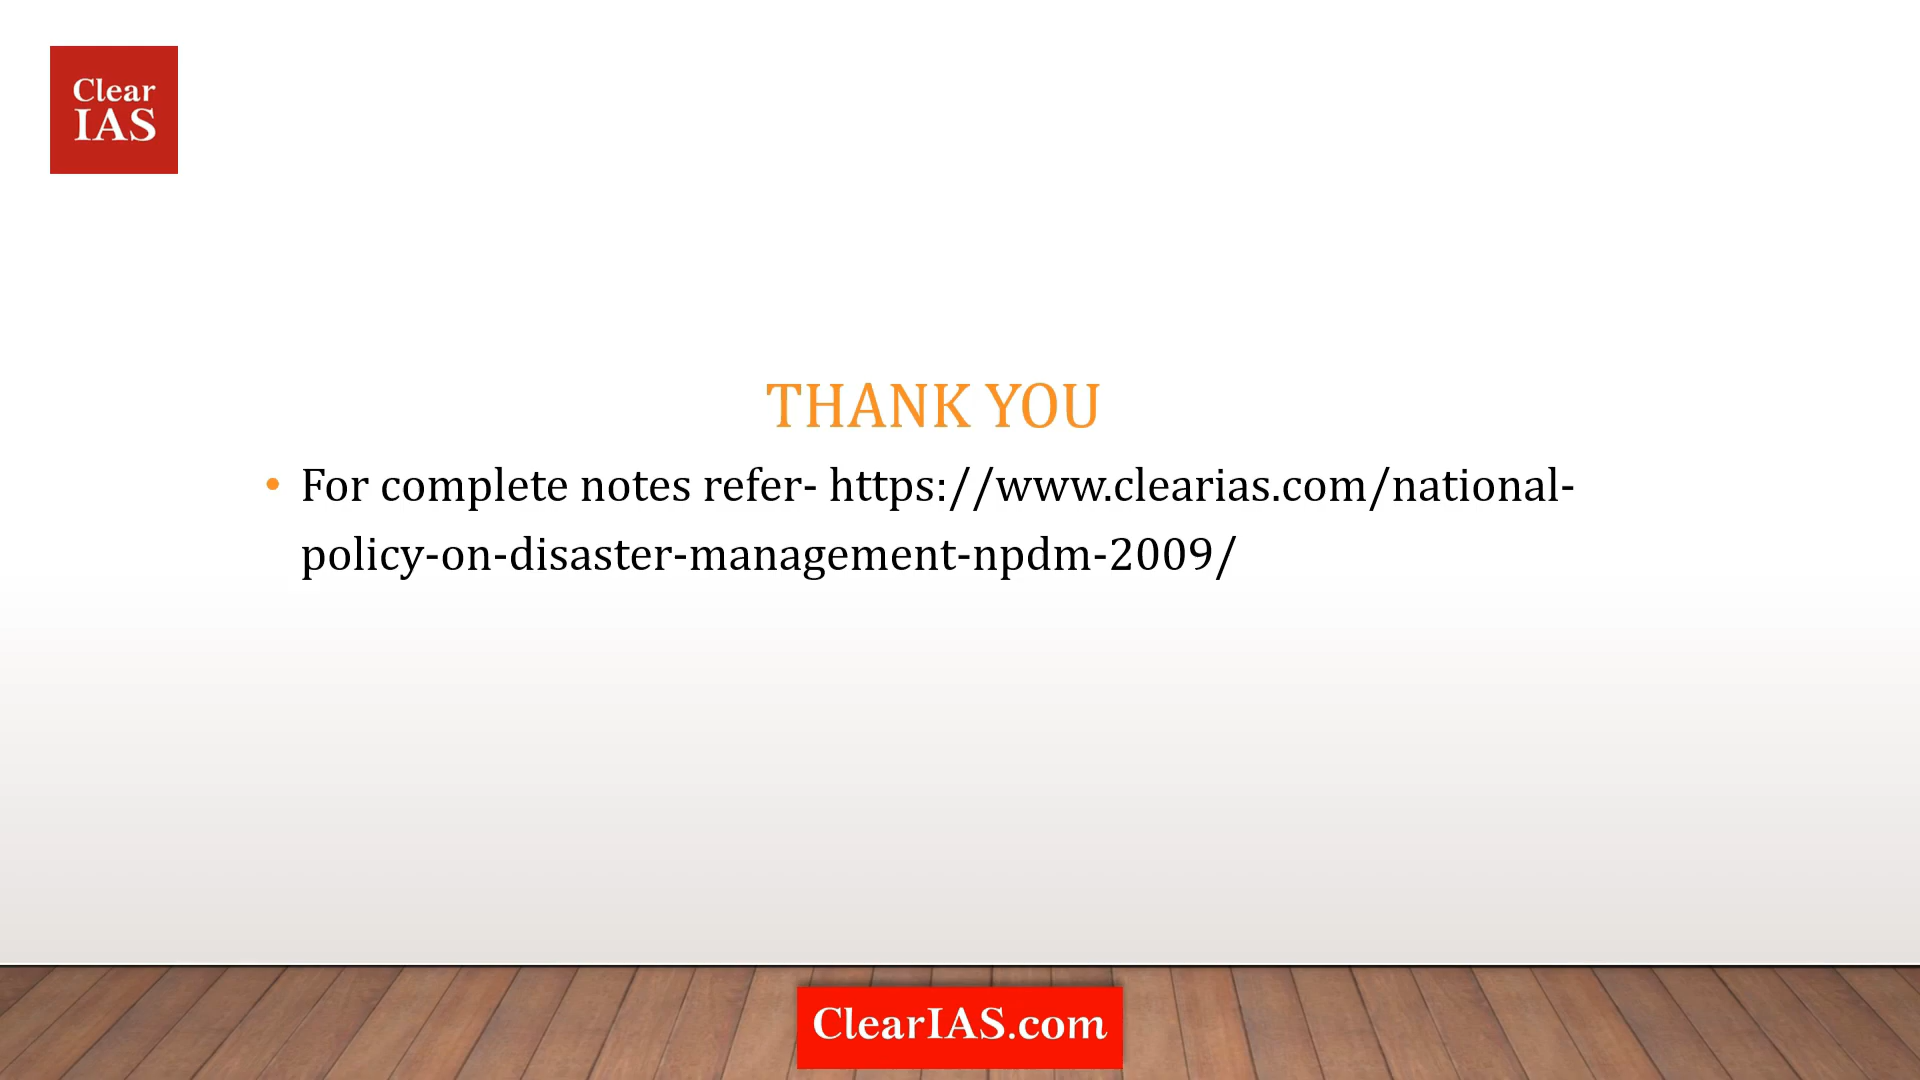 Clear
IAS
THANK YOU
• For complete notes refer- https://www.clearias.com/national-
policy-on-disaster-management-npdm-2009/
ClearIAS.com